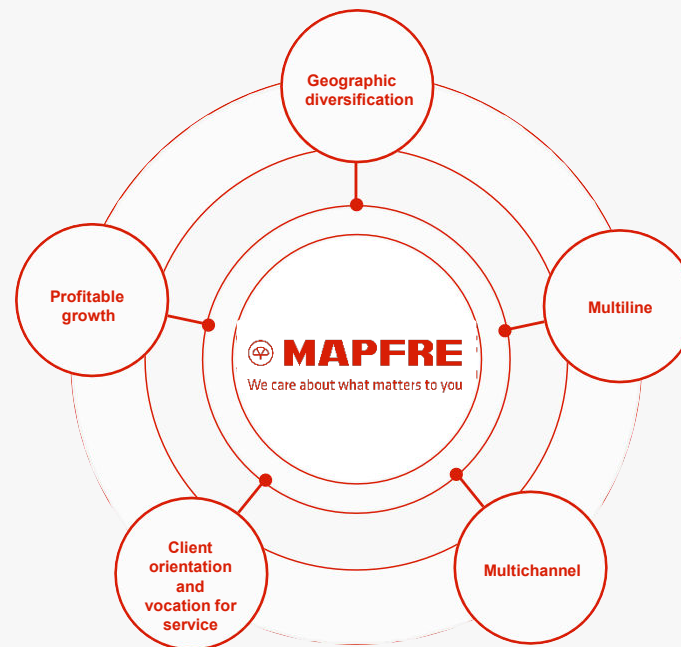 Geographic
diversification
Profitable
growth
Multiline
MAPFRE
We care about what matters to you
Client
orientation
and
vocation for
service
Multichannel